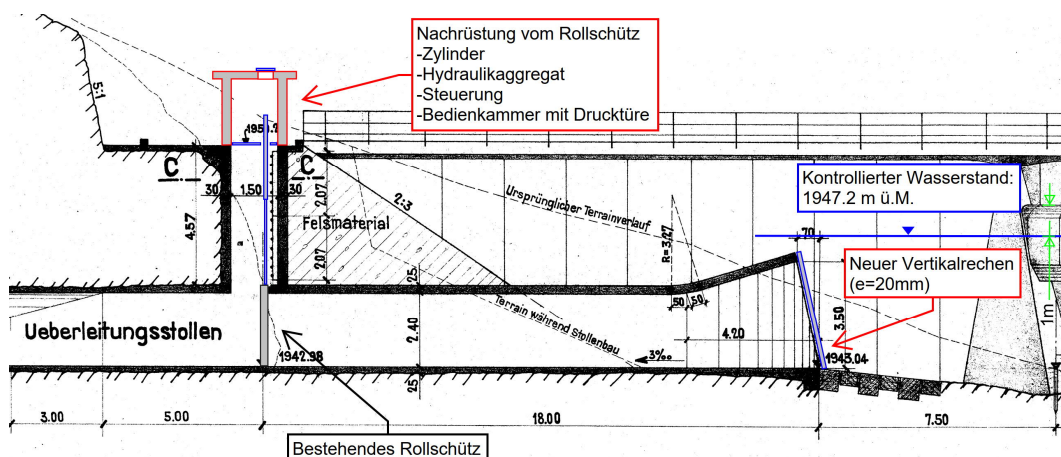 Nachrüstung vom Rollschütz
-Zylinder
-Hydraulikaggregat
-Steuerung
-Bedienkammer mit Drucktüre
5:1
C
C
30
1.50
30
4.57
2.07
2.07
Felsmaterial
2:3
Ursprünglicher Terrainverlauf
R=3.27
Kontrollierter Wasserstand:
1947.2 m ü.M.
70
Neuer Vertikalrechen
(e=20mm)
1m
25
50
50
Terrain während Stollenbau
Ueberleitungsstollen
2.40
4.20
3.50
3‰
1942.98
1943.04
25
3.00
5.00
18.00
7.50
Bestehendes Rollschütz